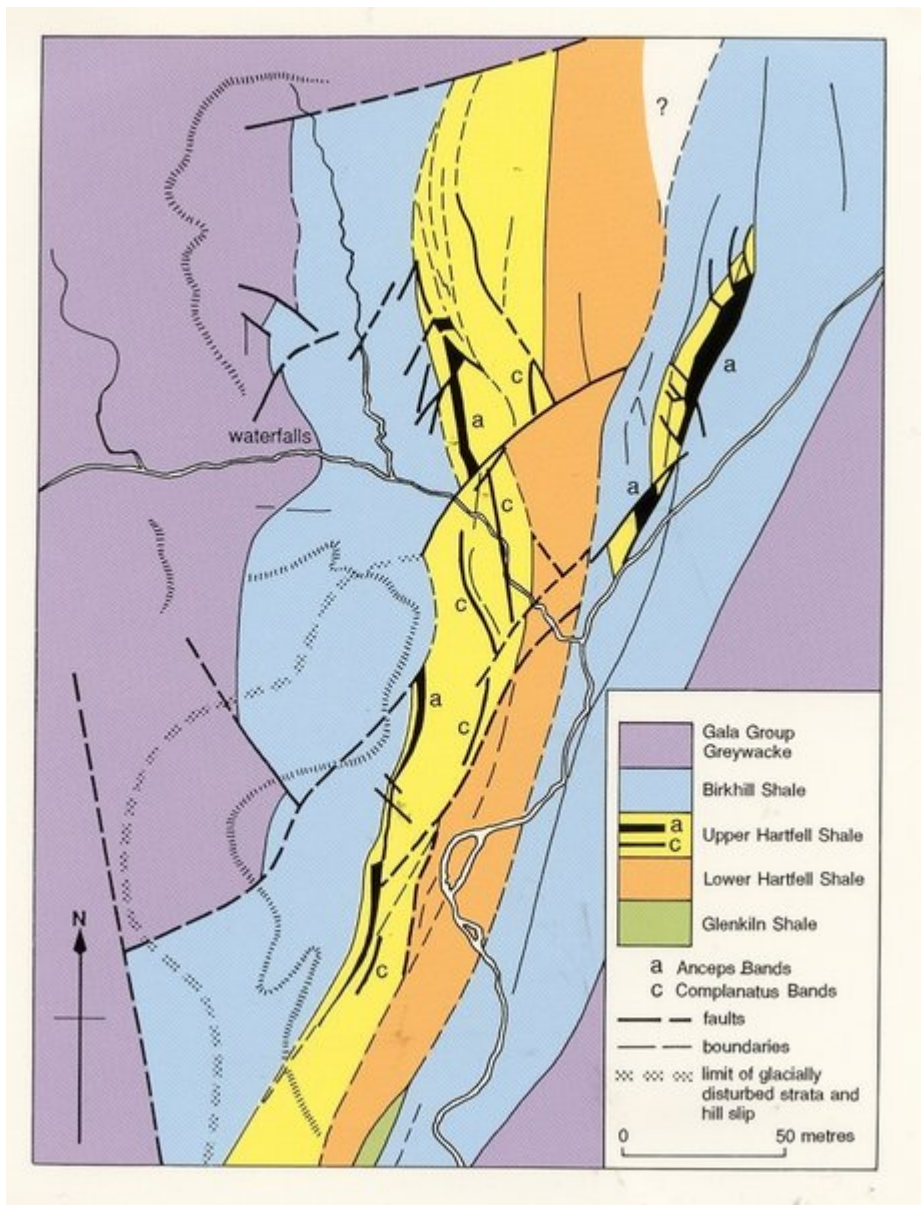 ?
a
c
a
waterfalls
a
c
c
a
c
c
N
Gala Group
Greywacke
Birkhill Shale
a
c
Upper Hartfell Shale
Lower Hartfell Shale
Glenkiln Shale
a Anceps Bands
c Complanatus Bands
faults
boundaries
limit of glacially
disturbed strata and
hill slip
0 50 metres